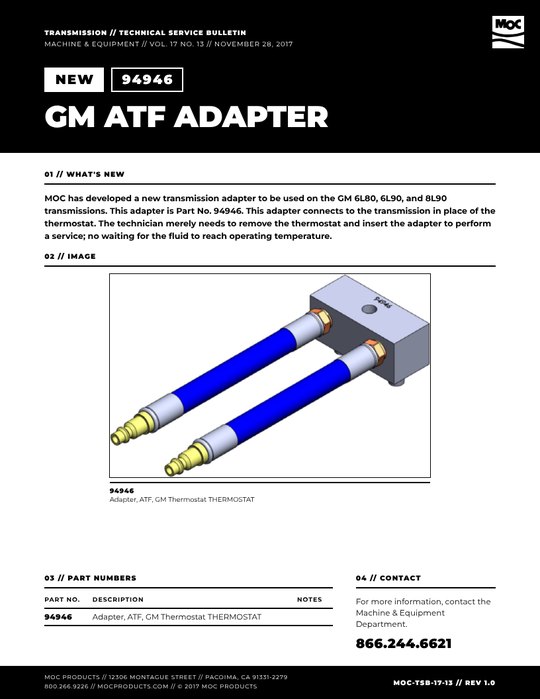 TRANSMISSION // TECHNICAL SERVICE BULLETIN
MACHINE & EQUIPMENT // VOL. 17 NO. 13 // NOVEMBER 28, 2017
MOC
NEW 94946
GM ATF ADAPTER
01 // WHAT'S NEW
MOC has developed a new transmission adapter to be used on the GM 6L80, 6L90, and 8L90
transmissions. This adapter is Part No. 94946. This adapter connects to the transmission in place of the
thermostat. The technician merely needs to remove the thermostat and insert the adapter to perform
a service; no waiting for the fluid to reach operating temperature.
02 // IMAGE
94946
94946
Adapter, ATF, GM Thermostat THERMOSTAT
03 // PART NUMBERS
PART NO. DESCRIPTION NOTES
94946 Adapter, ATF, GM Thermostat THERMOSTAT
04 // CONTACT
For more information, contact the
Machine & Equipment
Department.
866.244.6621
MOC PRODUCTS // 12306 MONTAGUE STREET // PACOIMA, CA 91331-2279
800.266.9226 // MOCPRODUCTS.COM // © 2017 MOC PRODUCTS
MOC-TSB-17-13 // REV 1.0